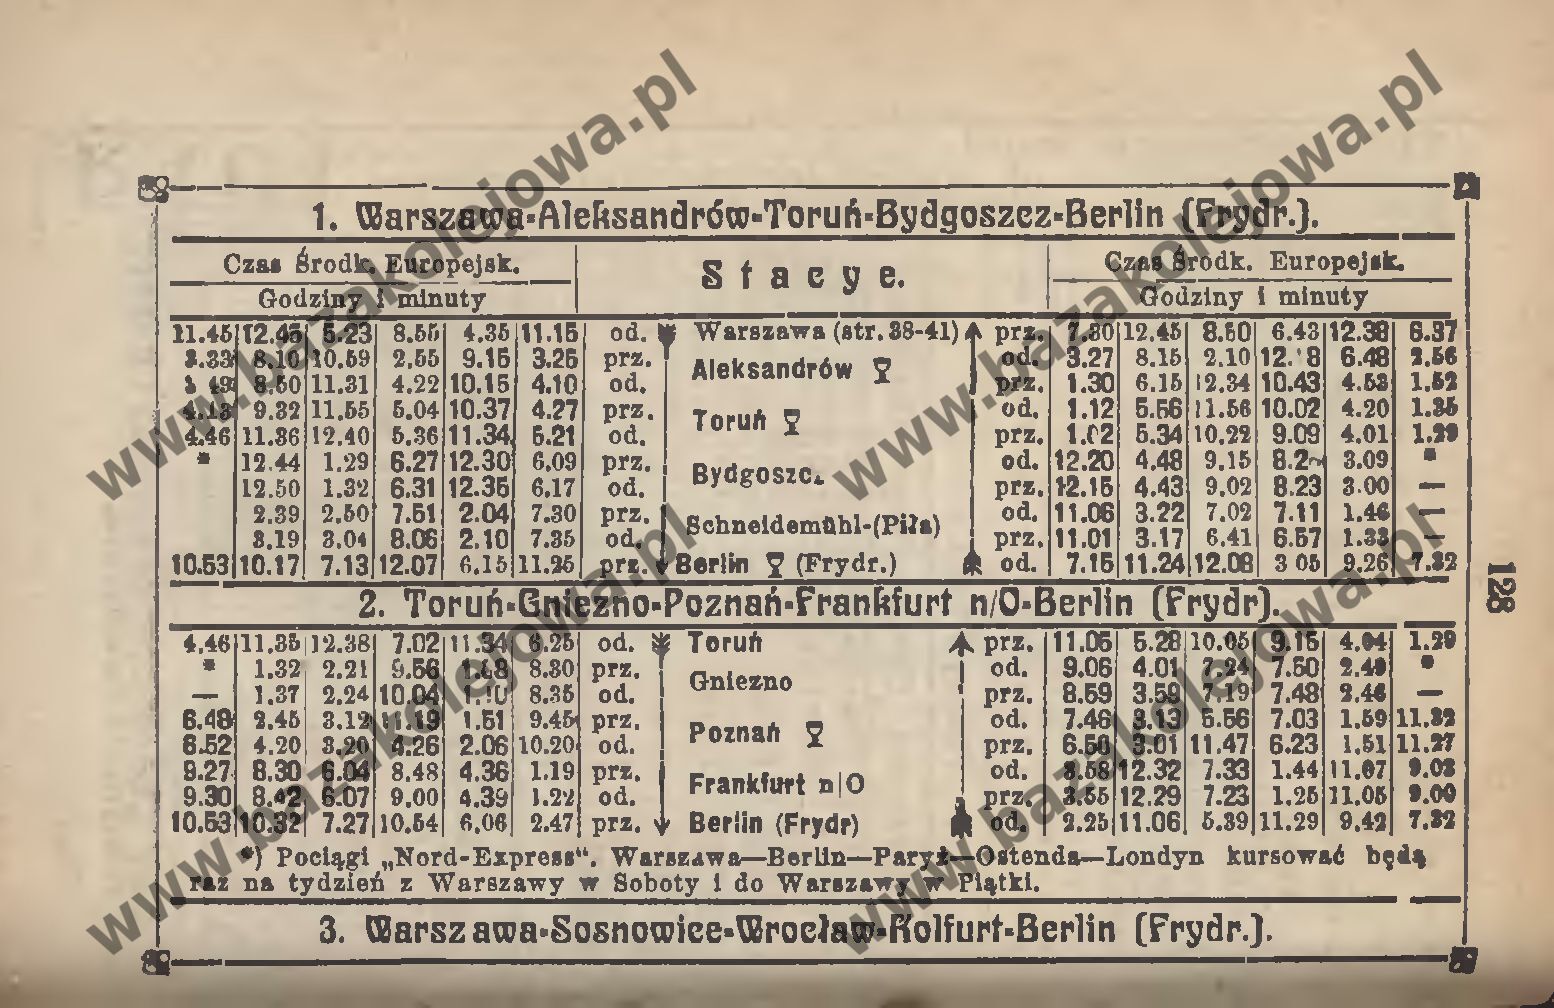 1. Warszawa-Aleksandrów-Toruń-Bydgoszcz-Berlin (Frydr.).
Czas Środk. Europejsk. Stacye. Czas Środk. Europejsk.
Godziny i minuty Godziny i minuty
11.45 12.45 5.23 8.55 4.35 11.15 od. Warszawa (str. 38-41) prz. 7.30 12.45 8.50 6.43 12.38 6.37
3.33 8.10 10.59 2.55 9.15 3.25 prz. Aleksandrów od. 3.27 8.15 2.10 6.48 2.56
8.50 11.31 4.22 10.15 4.10 od. prz. 1.30 6.15 12.34 10.43 4.53 1.52
4.13 9.32 11.55 5.04 10.37 4.27 prz. Toruń od. 1.12 5.56 11.56 10.02 4.20 1.35
4.46 11.36 12.40 5.36 11.34 5.21 od. prz. 1.02 5.34 10.22 9.09 4.01 1.29
* 12.44 1.29 6.27 12.30 6.09 prz. Bydgoszcz od. 12.20 4.48 9.15 3.09 *
12.50 1.32 6.31 12.35 6.17 od. prz. 12.15 4.43 9.02 8.23 3.00 —
2.39 2.50 7.51 2.04 7.30 prz. Schneidemühl-(Piła) od. 11.06 3.22 7.02 7.11 1.46 —
3.19 3.04 8.06 2.10 7.35 od. prz. 11.01 3.17 6.41 6.57 1.33 —
10.53 10.17 7.13 12.07 6.15 11.25 prz. Berlin (Frydr.) od. 7.15 11.24 12.08 3 05 9.26 7.32
2. Toruń-Gniezno-Poznań-Frankfurt n/O-Berlin (Frydr).
4.46 11.35 12.38 7.02 11.34 6.25 od. Toruń prz. 11.05 5.28 10.05 9.15 4.04 1.29
* 1.32 2.21 9.56 8.30 prz. Gniezno od. 9.06 4.01 7.24 7.50 2.49 *
— 1.37 2.24 10.04 8.35 od. prz. 8.59 3.59 7.19 7.48 2.46 —
6.48 2.45 3.12 11.19 1.51 9.45 prz. Poznań od. 7.46 3.13 5.56 7.03 1.59 11.32
6.52 4.20 3.20 4.26 2.06 10.20 od. prz. 6.50 3.01 11.47 6.23 1.51 11.27
9.27 8.30 6.04 8.48 4.36 1.19 prz. Frankfurt n|O od. 3.58 12.32 7.33 1.44 11.07 9.03
9.30 8.42 6.07 9.00 4.39 1.22 od. prz. 3.55 12.29 7.23 1.25 11.05 9.00
10.53 10.32 7.27 10.54 6.06 2.47 prz. Berlin (Frydr) od. 2.25 11.06 5.39 11.29 9.42 7.32
*) Pociągi „Nord-Express“. Warszawa—Berlin—Paryż—Ostenda—Londyn kursować będą
raz na tydzień z Warszawy w Soboty i do Warszawy w Piątki.
3. Warszawa-Sosnowice-Wrocław-Kolfurt-Berlin (Frydr.).
128
www.bazakolejowa.pl
www.bazakolejowa.pl
www.bazakolejowa.pl
www.bazakolejowa.pl